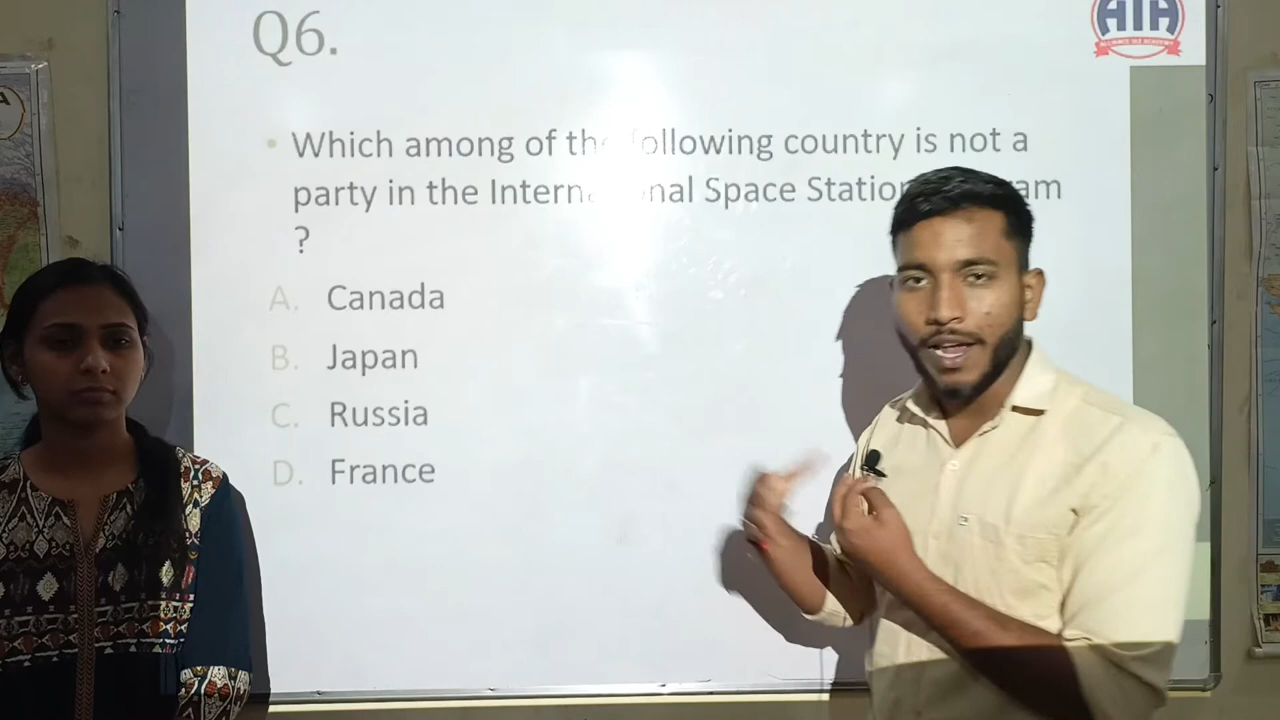 Q6.
ATA
• Which among of the following country is not a
party in the International Space Station
?
A. Canada
B. Japan
C. Russia
D. France